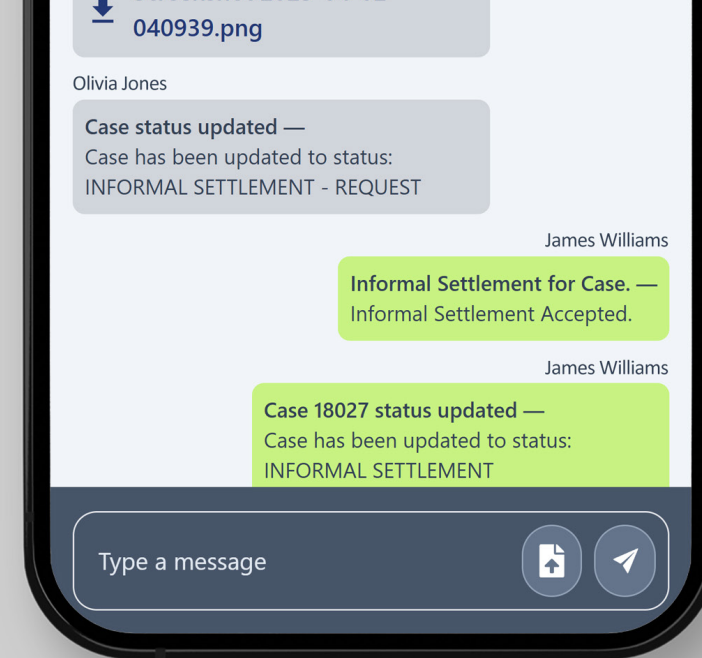 040939.png
Olivia Jones
Case status updated —
Case has been updated to status:
INFORMAL SETTLEMENT - REQUEST
James Williams
Informal Settlement for Case. —
Informal Settlement Accepted.
James Williams
Case 18027 status updated —
Case has been updated to status:
INFORMAL SETTLEMENT
Type a message